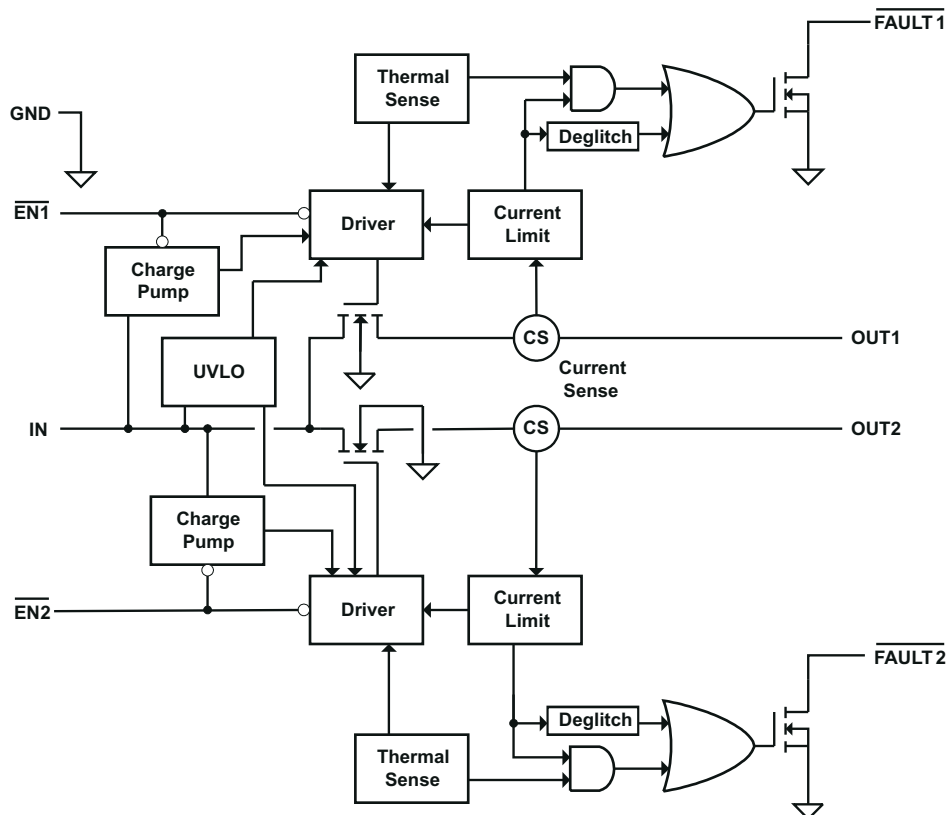 FAULT1
Thermal
Sense
GND
Deglitch
EN1
Driver
Current
Limit
Charge
Pump
CS
OUT1
UVLO
Current
Sense
IN
CS
OUT2
Charge
Pump
EN2
Driver
Current
Limit
FAULT2
Deglitch
Thermal
Sense